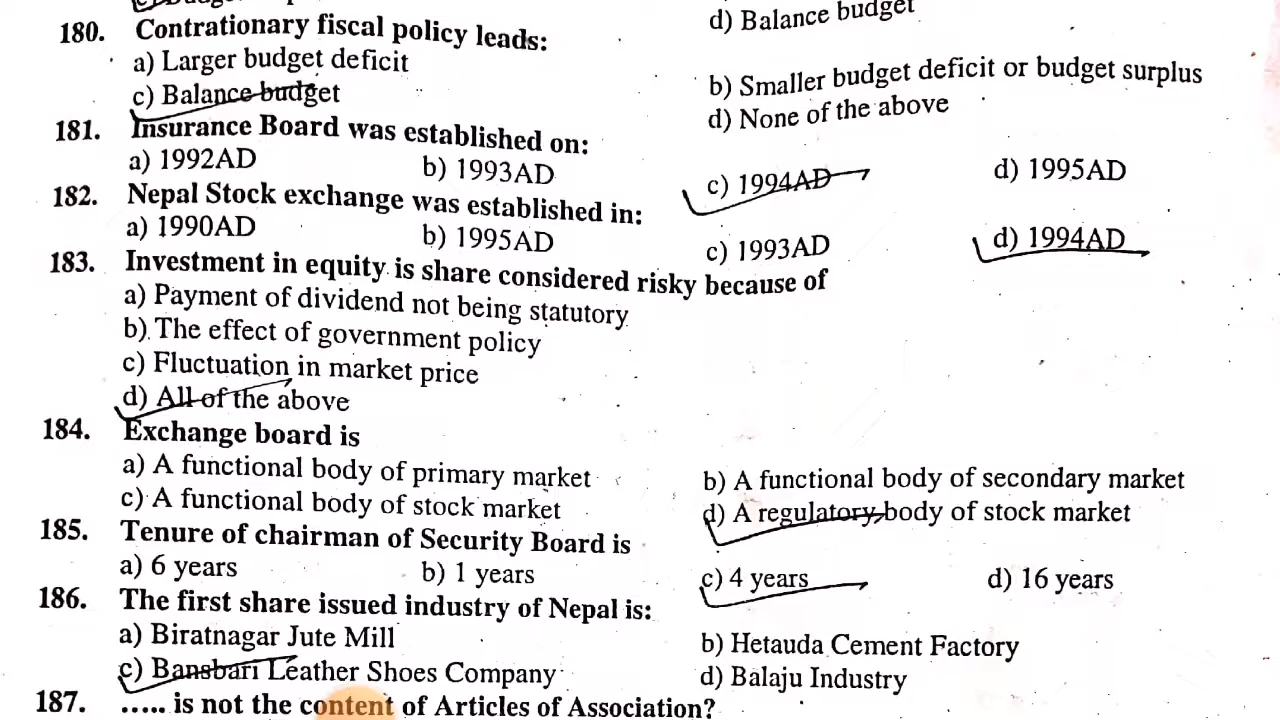 d) Balance budget
180. Contrationary fiscal policy leads:
a) Larger budget deficit
b) Smaller budget deficit or budget surplus
c) Balance budget
d) None of the above
181. Insurance Board was established on:
a) 1992AD b) 1993AD c) 1994AD d) 1995AD
182. Nepal Stock exchange was established in:
a) 1990AD b) 1995AD c) 1993AD d) 1994AD
183. Investment in equity is share considered risky because of
a) Payment of dividend not being statutory
b) The effect of government policy
c) Fluctuation in market price
d) All of the above
184. Exchange board is
a) A functional body of primary market b) A functional body of secondary market
c) A functional body of stock market d) A regulatory body of stock market
185. Tenure of chairman of Security Board is
a) 6 years b) 1 years c) 4 years d) 16 years
186. The first share issued industry of Nepal is:
a) Biratnagar Jute Mill b) Hetauda Cement Factory
c) Bansbari Leather Shoes Company d) Balaju Industry
187. ..... is not the content of Articles of Association?